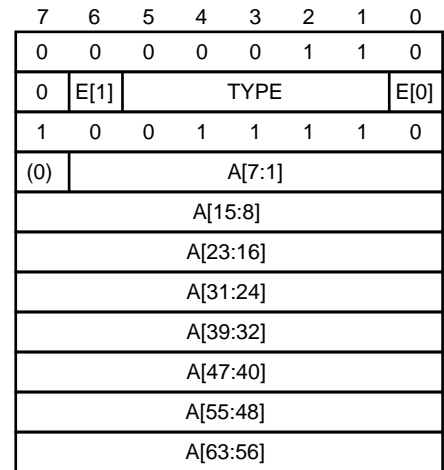 7 6 5 4 3 2 1 0
0 0 0 0 0 1 1 0
0 E[1] TYPE E[0]
1 0 0 1 1 1 1 0
(0) A[7:1]
A[15:8]
A[23:16]
A[31:24]
A[39:32]
A[47:40]
A[55:48]
A[63:56]